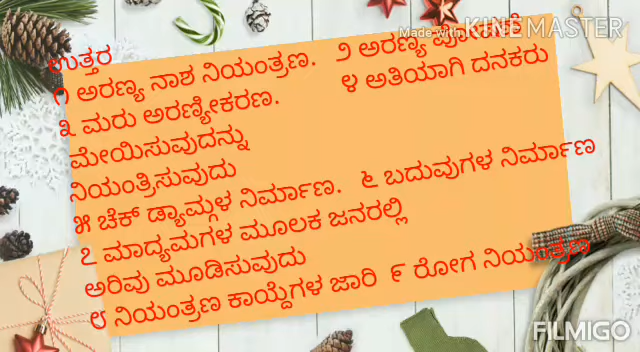 Made with KINEMASTER
ಉತ್ತರ
೧ ಅರಣ್ಯ ನಾಶ ನಿಯಂತ್ರಣ. ೨ ಅರಣ್ಯ
೩ ಮರು ಅರಣ್ಯೀಕರಣ. ೪ ಅತಿಯಾಗಿ ದನಕರು
ಮೇಯಿಸುವುದನ್ನು
ನಿಯಂತ್ರಿಸುವುದು
೫ ಚೆಕ್ ಡ್ಯಾಮ್ಗಳ ನಿರ್ಮಾಣ. ೬ ಬದುವುಗಳ ನಿರ್ಮಾಣ
೭ ಮಾದ್ಯಮಗಳ ಮೂಲಕ ಜನರಲ್ಲಿ
ಅರಿವು ಮೂಡಿಸುವುದು
೮ ನಿಯಂತ್ರಣ ಕಾಯ್ದೆಗಳ ಜಾರಿ ೯ ರೋಗ ನಿಯಂತ್ರಣ
FILMIGO